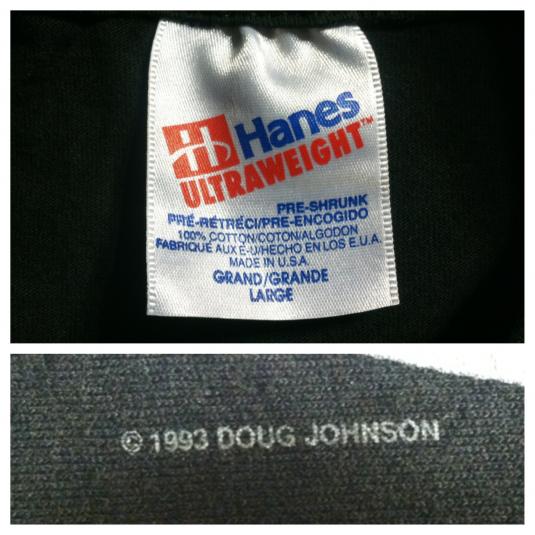 Hanes
ULTRAWEIGHT™
PRE-SHRUNK
PRÉ-RÉTRÉCI/PRE-ENCOGIDO
100% COTTON/COTON/ALGODON
FABRIQUÉ AUX É-U/HECHO EN LOS E.U.A.
MADE IN U.S.A.
GRAND/GRANDE
LARGE
© 1993 DOUG JOHNSON